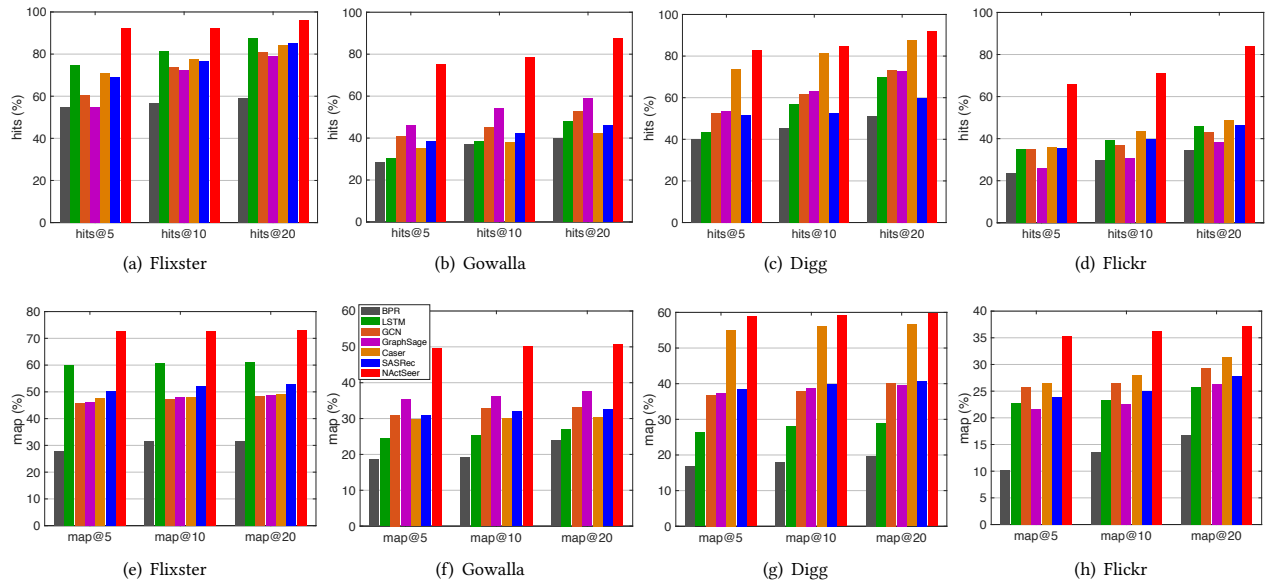 100
80
60
40
20
0
hits (%)
hits@5 hits@10 hits@20
(a) Flixster
100
80
60
40
20
0
hits (%)
hits@5 hits@10 hits@20
(b) Gowalla
100
80
60
40
20
0
hits (%)
hits@5 hits@10 hits@20
(c) Digg
100
80
60
40
20
0
hits (%)
hits@5 hits@10 hits@20
(d) Flickr
80
70
60
50
40
30
20
10
0
map (%)
map@5 map@10 map@20
(e) Flixster
60
50
40
30
20
10
0
map (%)
BPR
LSTM
GCN
GraphSage
Caser
SASRec
NActSeer
map@5 map@10 map@20
(f) Gowalla
60
50
40
30
20
10
0
map (%)
map@5 map@10 map@20
(g) Digg
40
35
30
25
20
15
10
5
0
map (%)
map@5 map@10 map@20
(h) Flickr